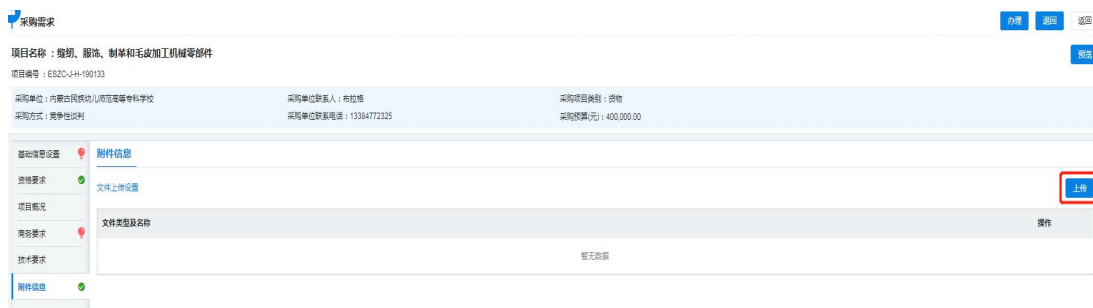 采购需求
办理 退回 返回
项目名称 : 缝纫、服饰、制革和毛皮加工机械零部件
预览
项目编号 : ESZC-J-H-190133
采购单位 : 内蒙古民族幼儿师范高等专科学校 采购单位联系人 : 布拉格 采购项目类别 : 货物
采购方式 : 竞争性谈判 采购单位联系电话 : 13384772325 采购预算(元) : 400,000.00
基础信息设置 附件信息
资格要求
文件上传设置 上传
项目概况
文件类型及名称 操作
商务要求
技术要求 暂无数据
附件信息